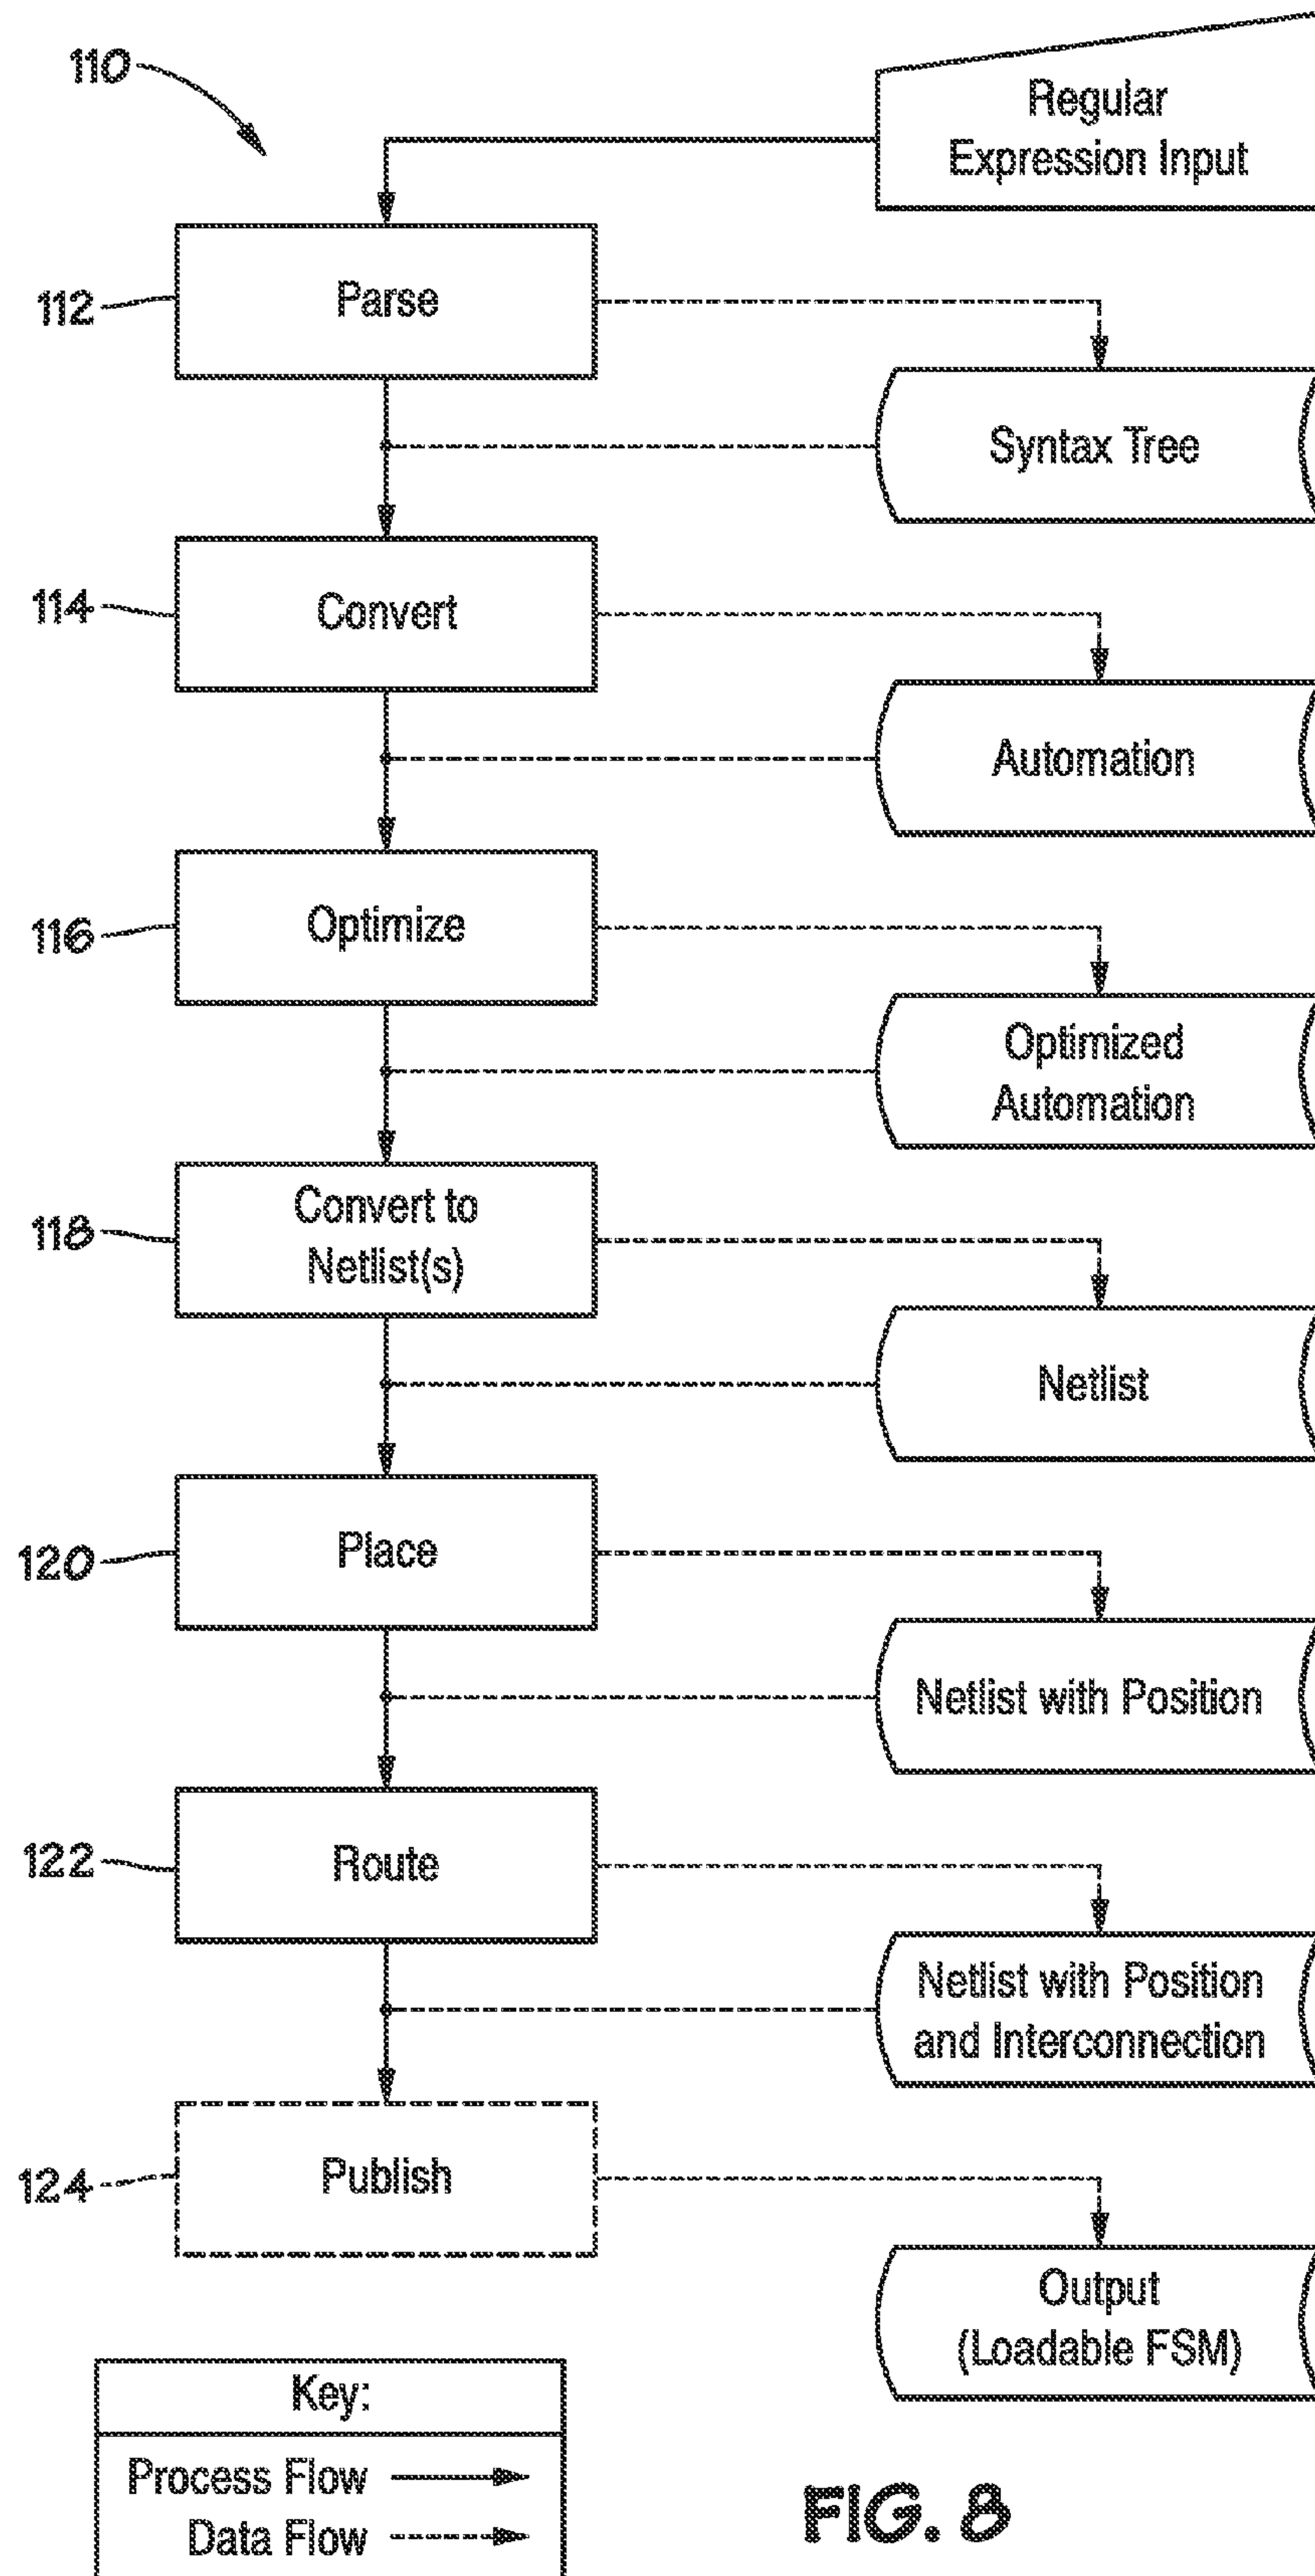 110
Regular
Expression Input
112
Parse
Syntax Tree
114
Convert
Automation
116
Optimize
Optimized
Automation
118
Convert to
Netlist(s)
Netlist
120
Place
Netlist with Position
122
Route
Netlist with Position
and Interconnection
124
Publish
Output
(Loadable FSM)
Key:
Process Flow
Data Flow
FIG. 8